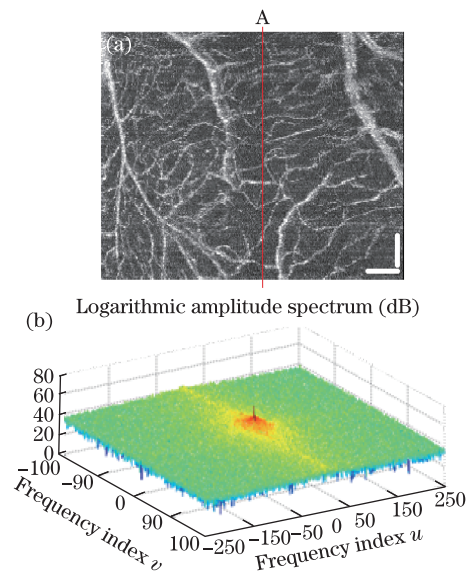 A
(a)
Logarithmic amplitude spectrum (dB)
(b)
80
60
40
20
0
-100
-90
0
90
100
Frequency index v
-250
-150
-50
0
50
150
250
Frequency index u